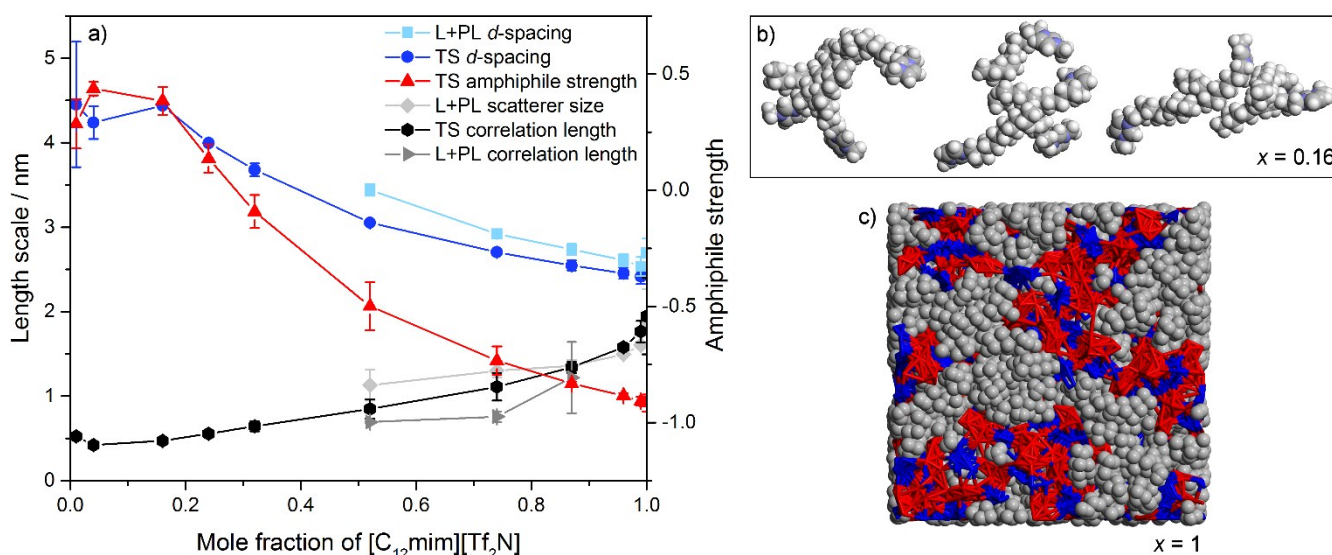 a)
L+PL d-spacing
TS d-spacing
TS amphiphile strength
L+PL scatterer size
TS correlation length
L+PL correlation length
Length scale / nm
5
4
3
2
1
0
0.0 0.2 0.4 0.6 0.8 1.0
Mole fraction of [C12mim][Tf2N]
0.5
0.0
-0.5
-1.0
Amphiphile strength
b)
x = 0.16
c)
x = 1